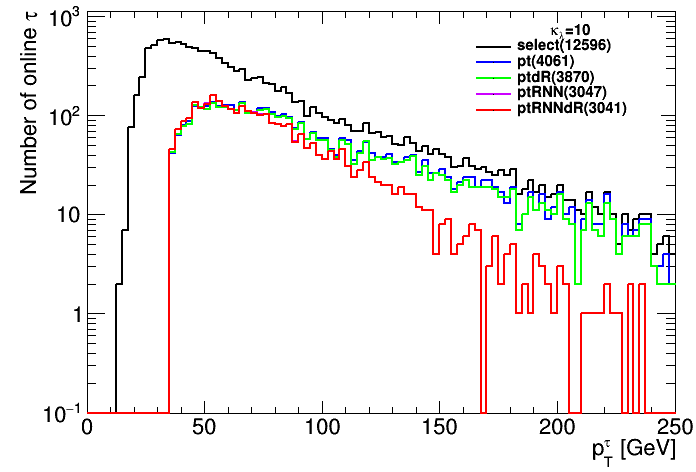 Number of online τ
10³
10²
10
1
10⁻¹
κλ=10
select(12596)
pt(4061)
ptdR(3870)
ptRNN(3047)
ptRNNdR(3041)
0 50 100 150 200 250
p_T^τ [GeV]